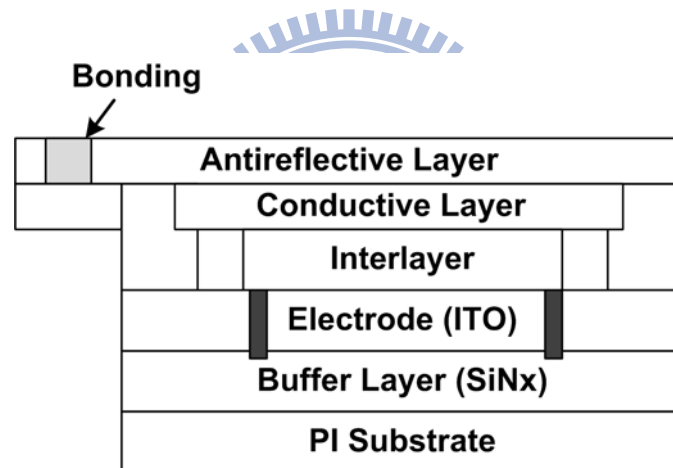 Bonding
Antireflective Layer
Conductive Layer
Interlayer
Electrode (ITO)
Buffer Layer (SiNx)
PI Substrate